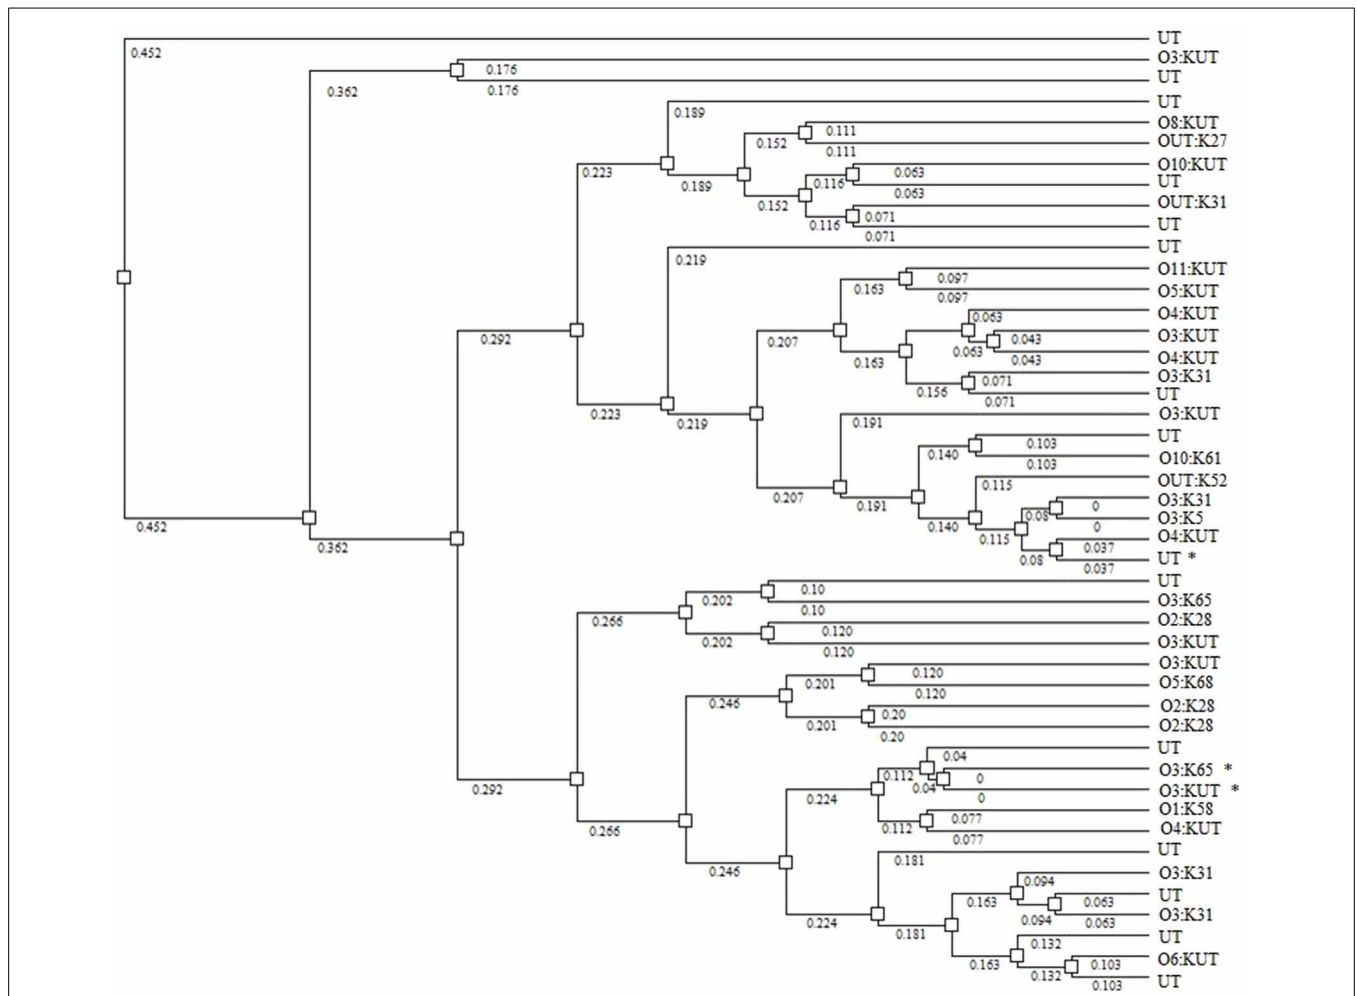 UT
0.452
O3:KUT
0.176
UT
0.362
0.176
UT
0.189
O8:KUT
0.111
0.152
OUT:K27
0.111
O10:KUT
0.223
0.063
0.116
UT
0.189
0.063
0.152
OUT:K31
0.071
0.116
UT
0.071
UT
0.219
O11:KUT
0.097
0.163
O5:KUT
0.097
O4:KUT
0.063
O3:KUT
0.292
0.207
0.043
0.063
O4:KUT
0.163
0.043
O3:K31
0.071
0.156
UT
0.071
0.223
O3:KUT
0.219
0.191
UT
0.103
0.140
O10:K61
0.103
OUT:K52
0.115
O3:K31
0.207
0.191
0
0.08
O3:K5
0.452
0.140
0
O4:KUT
0.115
0.362
0.037
UT *
0.08
0.037
UT
0.10
0.202
O3:K65
0.10
0.266
O2:K28
0.120
0.202
O3:KUT
0.120
O3:KUT
0.120
0.201
O5:K68
0.120
0.246
O2:K28
0.20
0.201
O2:K28
0.20
UT
0.04
O3:K65 *
0.112
0
0.292
0.04
O3:KUT *
0.224
0
O1:K58
0.077
0.266
0.112
O4:KUT
0.077
UT
0.181
0.246
O3:K31
0.094
UT
0.163
0.063
O3:K31
0.224
0.094
0.063
0.181
UT
0.132
O6:KUT
0.163
0.103
0.132
UT
0.103